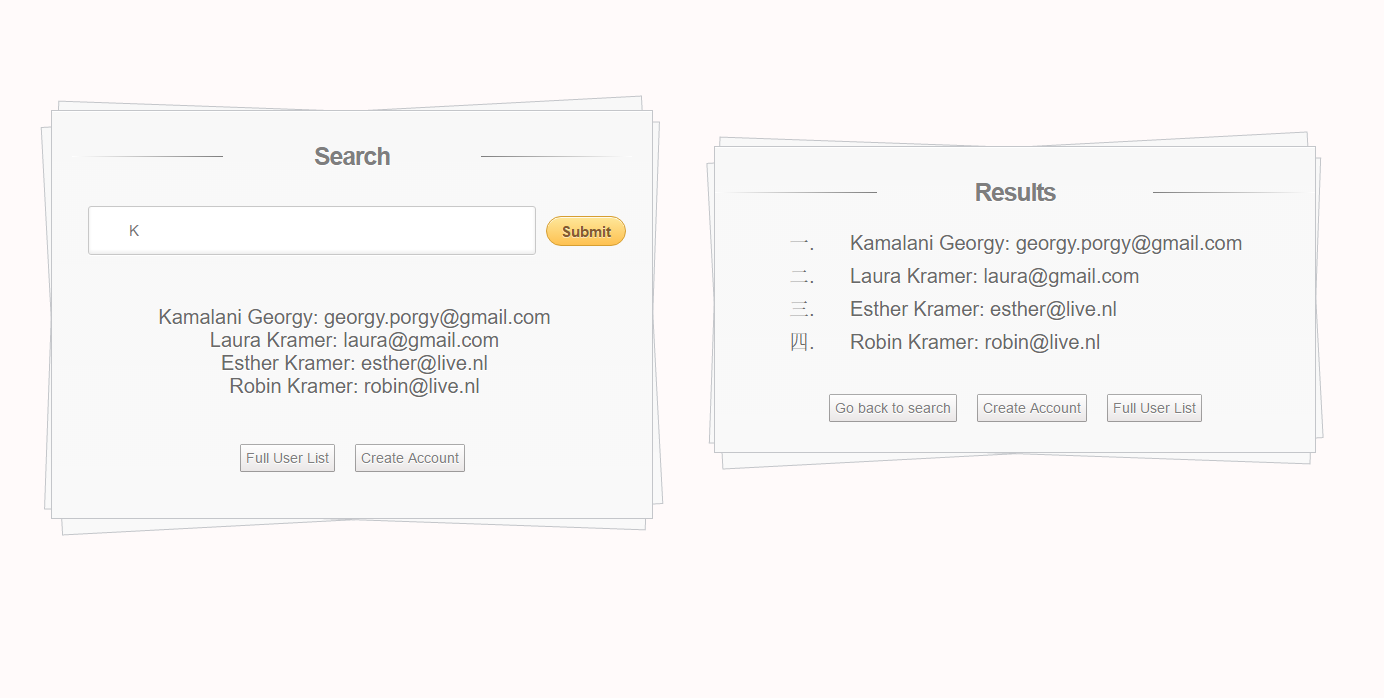 Search
K
Submit
Kamalani Georgy: georgy.porgy@gmail.com
Laura Kramer: laura@gmail.com
Esther Kramer: esther@live.nl
Robin Kramer: robin@live.nl
Full User List
Create Account
Results
一. Kamalani Georgy: georgy.porgy@gmail.com
二. Laura Kramer: laura@gmail.com
三. Esther Kramer: esther@live.nl
四. Robin Kramer: robin@live.nl
Go back to search
Create Account
Full User List